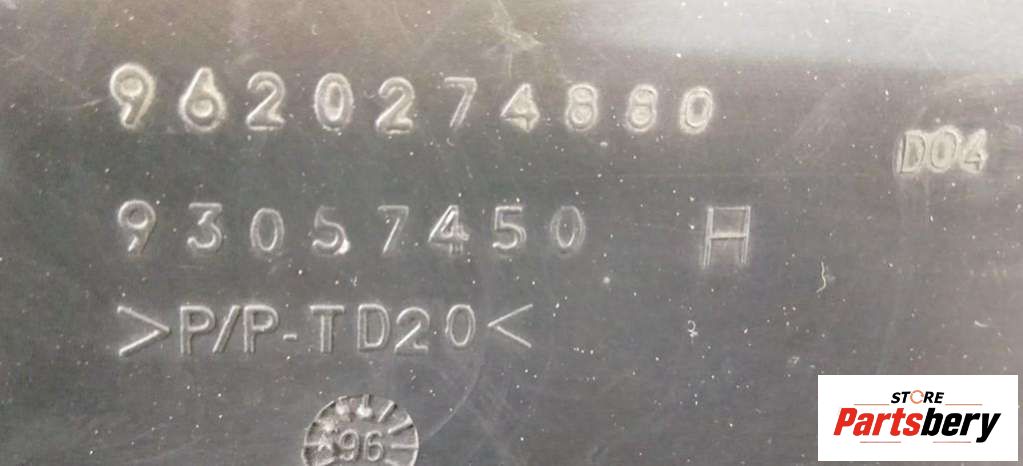 9620274880
D04
93057450 H
>P/P-TD20<
96
STORE
Partsbery